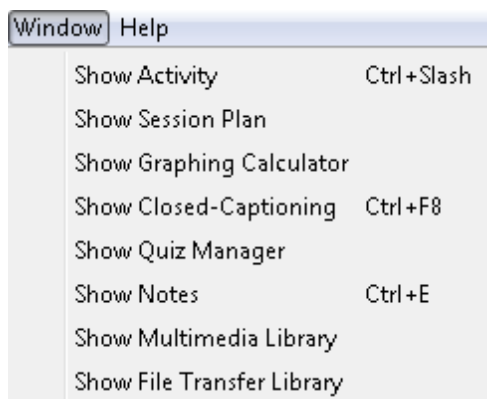 Window Help
Show Activity Ctrl+Slash
Show Session Plan
Show Graphing Calculator
Show Closed-Captioning Ctrl+F8
Show Quiz Manager
Show Notes Ctrl+E
Show Multimedia Library
Show File Transfer Library